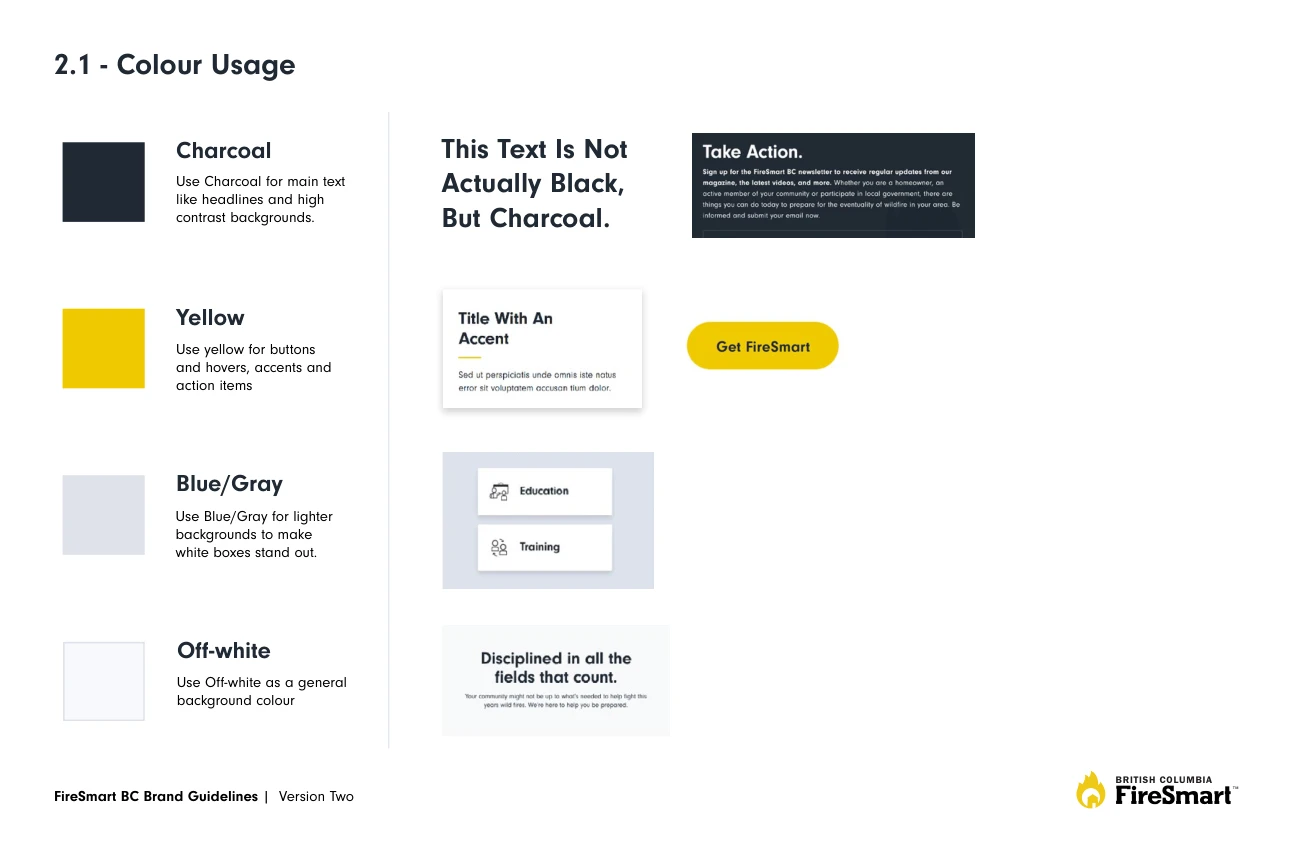 2.1 - Colour Usage
Charcoal
Use Charcoal for main text
like headlines and high
contrast backgrounds.
This Text Is Not
Actually Black,
But Charcoal.
Take Action.
Sign up for the FireSmart BC newsletter to receive regular updates from our
magazine, the latest videos, and more. Whether you are a homeowner, an
active member of your community or participate in local government, there are
things you can do today to prepare for the eventuality of wildfire in your area. Be
informed and submit your email now.
Yellow
Use yellow for buttons
and hovers, accents and
action items
Title With An
Accent
Sed ut perspiciatis unde omnis iste natus
error sit voluptatem accusan tium dolor.
Get FireSmart
Blue/Gray
Use Blue/Gray for lighter
backgrounds to make
white boxes stand out.
Education
Training
Off-white
Use Off-white as a general
background colour
Disciplined in all the
fields that count.
Your community might not be up to what's needed to help fight this
years wild fires. We're here to help you be prepared.
FireSmart BC Brand Guidelines | Version Two
BRITISH COLUMBIA
FireSmart™